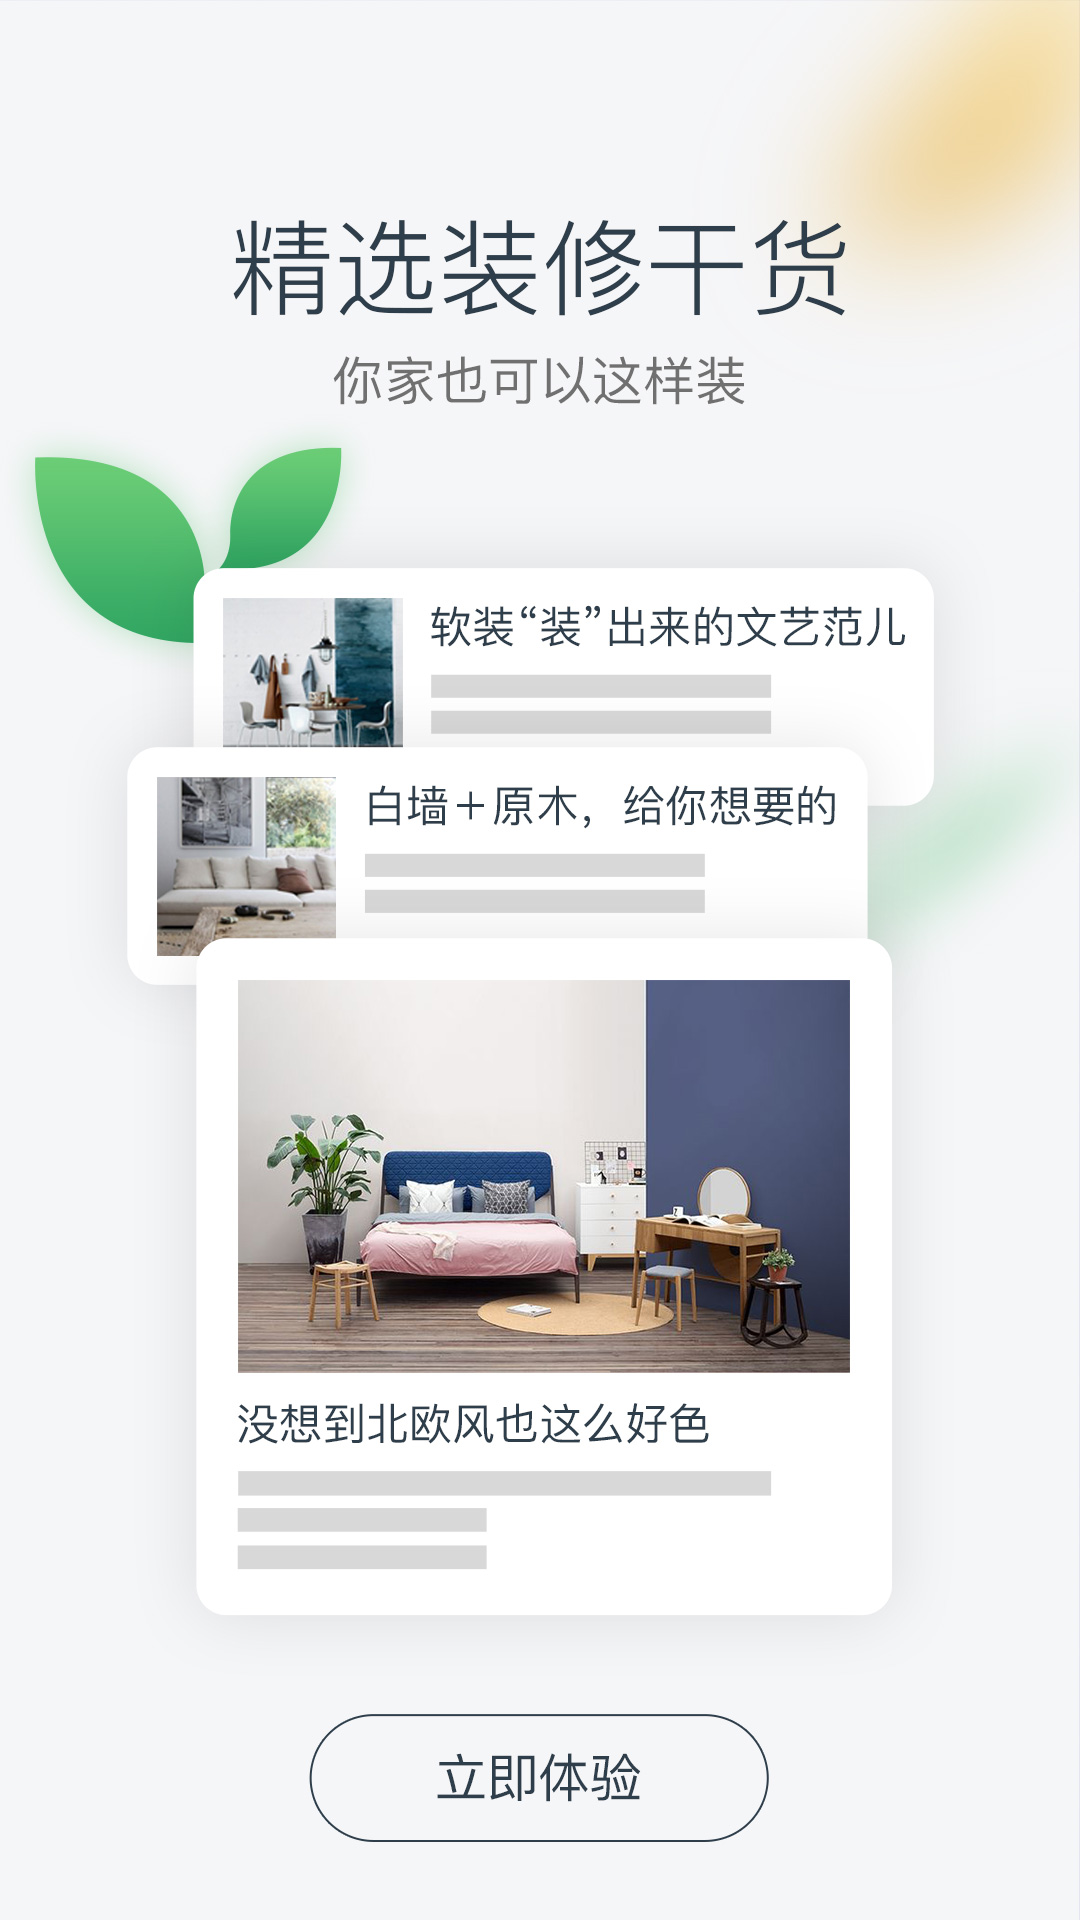 精选装修干货
你家也可以这样装
软装“装”出来的文艺范儿
白墙＋原木，给你想要的
没想到北欧风也这么好色
立即体验